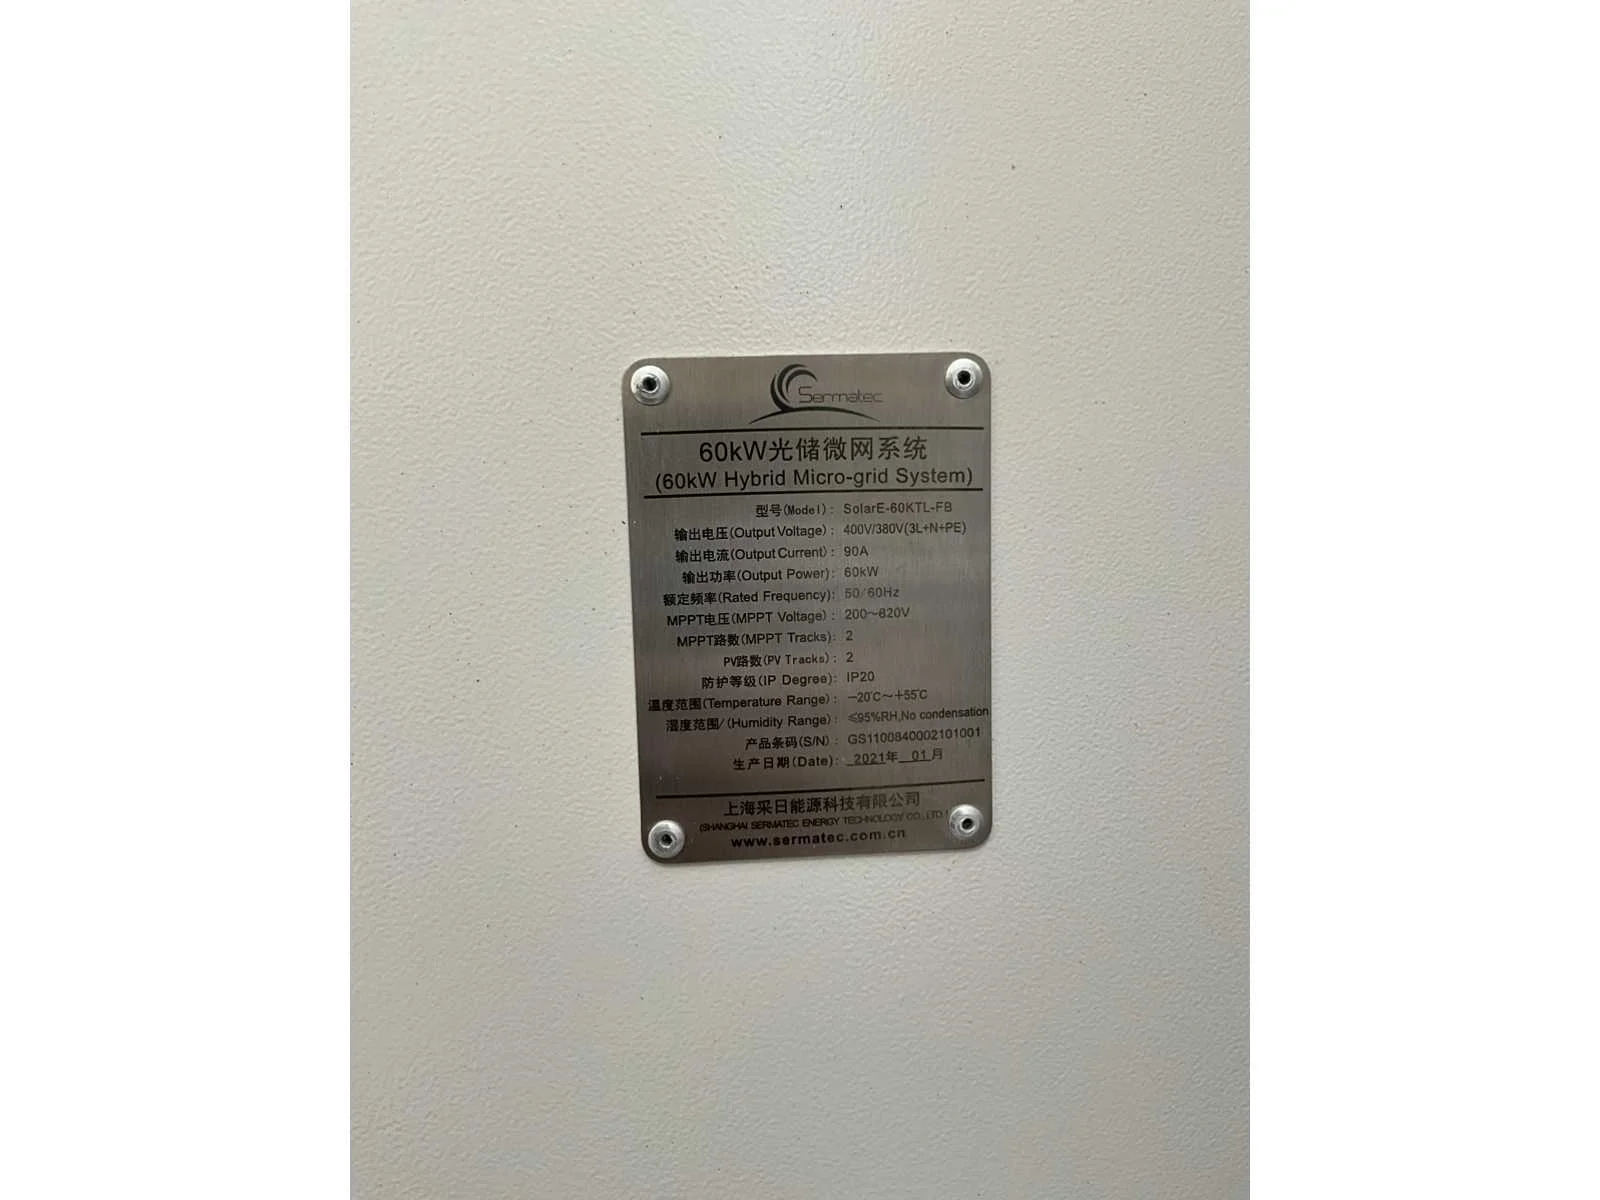 Sermatec
60kW光储微网系统
(60kW Hybrid Micro-grid System)
型号(Model): SolarE-60KTL-FB
输出电压(Output Voltage): 400V/380V(3L+N+PE)
输出电流(Output Current): 90A
输出功率(Output Power): 60kW
额定频率(Rated Frequency): 50/60Hz
MPPT电压(MPPT Voltage): 200～820V
MPPT路数(MPPT Tracks): 2
PV路数(PV Tracks): 2
防护等级(IP Degree): IP20
温度范围(Temperature Range): －20℃～＋55℃
湿度范围/(Humidity Range): ≤95%RH,No condensation
产品条码(S/N): GS1100840002101001
生产日期(Date): 2021年 01月
上海采日能源科技有限公司
(SHANGHAI SERMATEC ENERGY TECHNOLOGY CO.,LTD.)
www.sermatec.com.cn